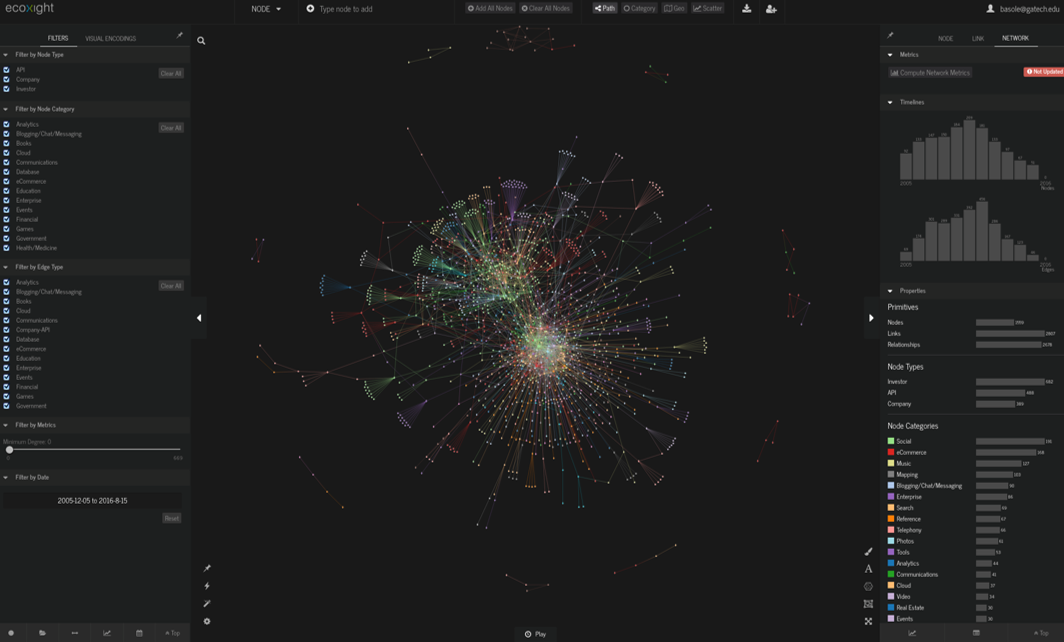 ecoxight
NODE
Type node to add
Add All Nodes
Clear All Nodes
Path
Category
Geo
Scatter
basole@gatech.edu
FILTERS
VISUAL ENCODINGS
Filter by Node Type
API
Company
Investor
Clear All
Filter by Node Category
Analytics
Blogging/Chat/Messaging
Books
Cloud
Communications
Database
eCommerce
Education
Enterprise
Events
Financial
Games
Government
Health/Medicine
Clear All
Filter by Edge Type
Analytics
Blogging/Chat/Messaging
Books
Cloud
Communications
Company-API
Database
eCommerce
Education
Enterprise
Events
Financial
Games
Government
Clear All
Filter by Metrics
Minimum Degree: 0
0
Filter by Date
2005-12-05 to 2016-8-15
Reset
Top
Play
NODE
LINK
NETWORK
Metrics
Compute Network Metrics
Not Updated
Timelines
2005
2016
Nodes
2005
2016
Edges
Properties
Primitives
Nodes
Links
Relationships
Node Types
Investor
API
Company
Node Categories
Social
eCommerce
Music
Mapping
Blogging/Chat/Messaging
Enterprise
Search
Reference
Telephony
Photos
Tools
Analytics
Communications
Cloud
Video
Real Estate
Events
Top